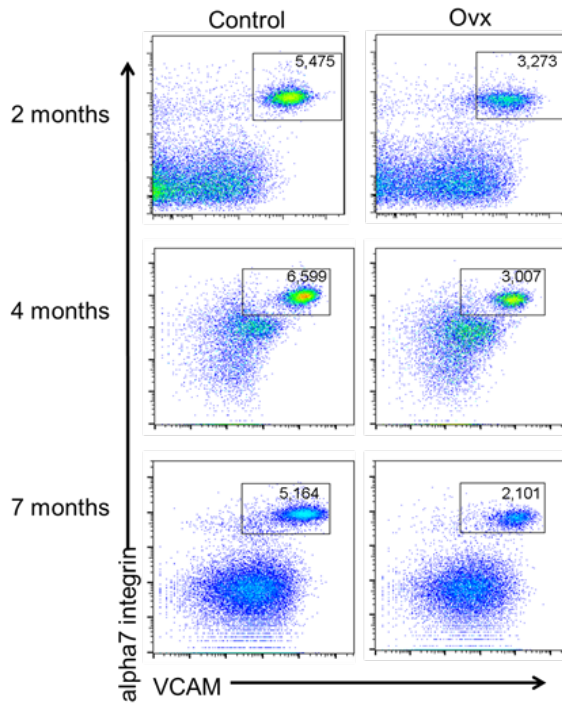 Control Ovx
2 months
5,475 3,273
4 months
6,599 3,007
7 months
5,164 2,101
alpha7 integrin
VCAM